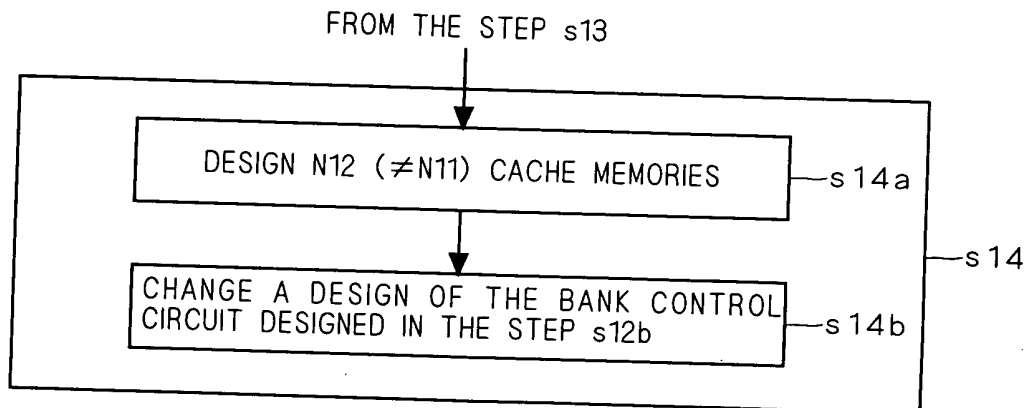 FROM THE STEP s13
DESIGN N12 (≠N11) CACHE MEMORIES
s14a
s14
CHANGE A DESIGN OF THE BANK CONTROL
CIRCUIT DESIGNED IN THE STEP s12b
s14b